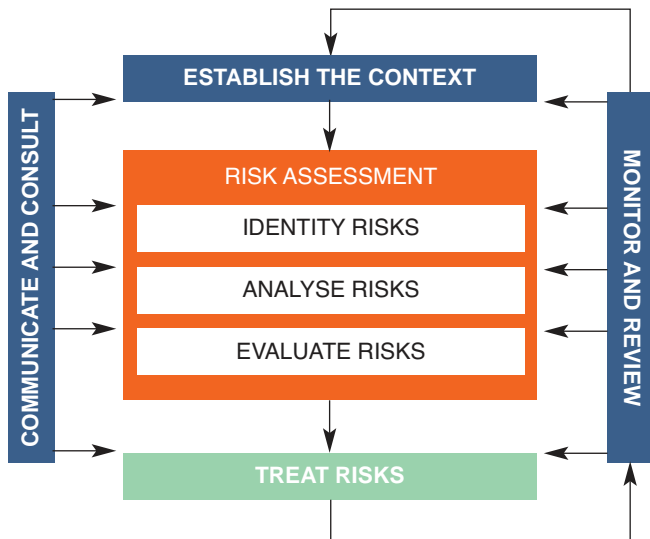 ESTABLISH THE CONTEXT
COMMUNICATE AND CONSULT
RISK ASSESSMENT
IDENTITY RISKS
ANALYSE RISKS
EVALUATE RISKS
MONITOR AND REVIEW
TREAT RISKS